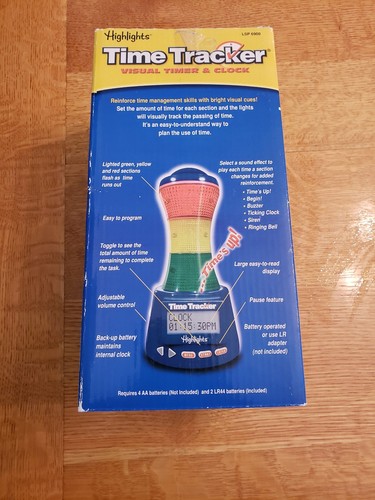 Highlights™ LSP 6909
Time Tracker®
VISUAL TIMER & CLOCK
Reinforce time management skills with bright visual cues!
Set the amount of time for each section and the lights
will visually track the passing of time.
It's an easy-to-understand way to
plan the use of time.
Lighted green, yellow
and red sections
flash as time
runs out
Easy to program
Toggle to see the
total amount of time
remaining to complete
the task.
Adjustable
volume control
Back-up battery
maintains
internal clock
Select a sound effect to
play each time a section
changes for added
reinforcement.
• Time's Up!
• Begin!
• Buzzer
• Ticking Clock
• Siren
• Ringing Bell
Large easy-to-read
display
Pause feature
Battery operated
or use LR
adapter
(not included)
...Time's up!
Time Tracker
CLOCK
01:15:30PM
Highlights
Requires 4 AA batteries (Not Included) and 2 LR44 batteries (Included)